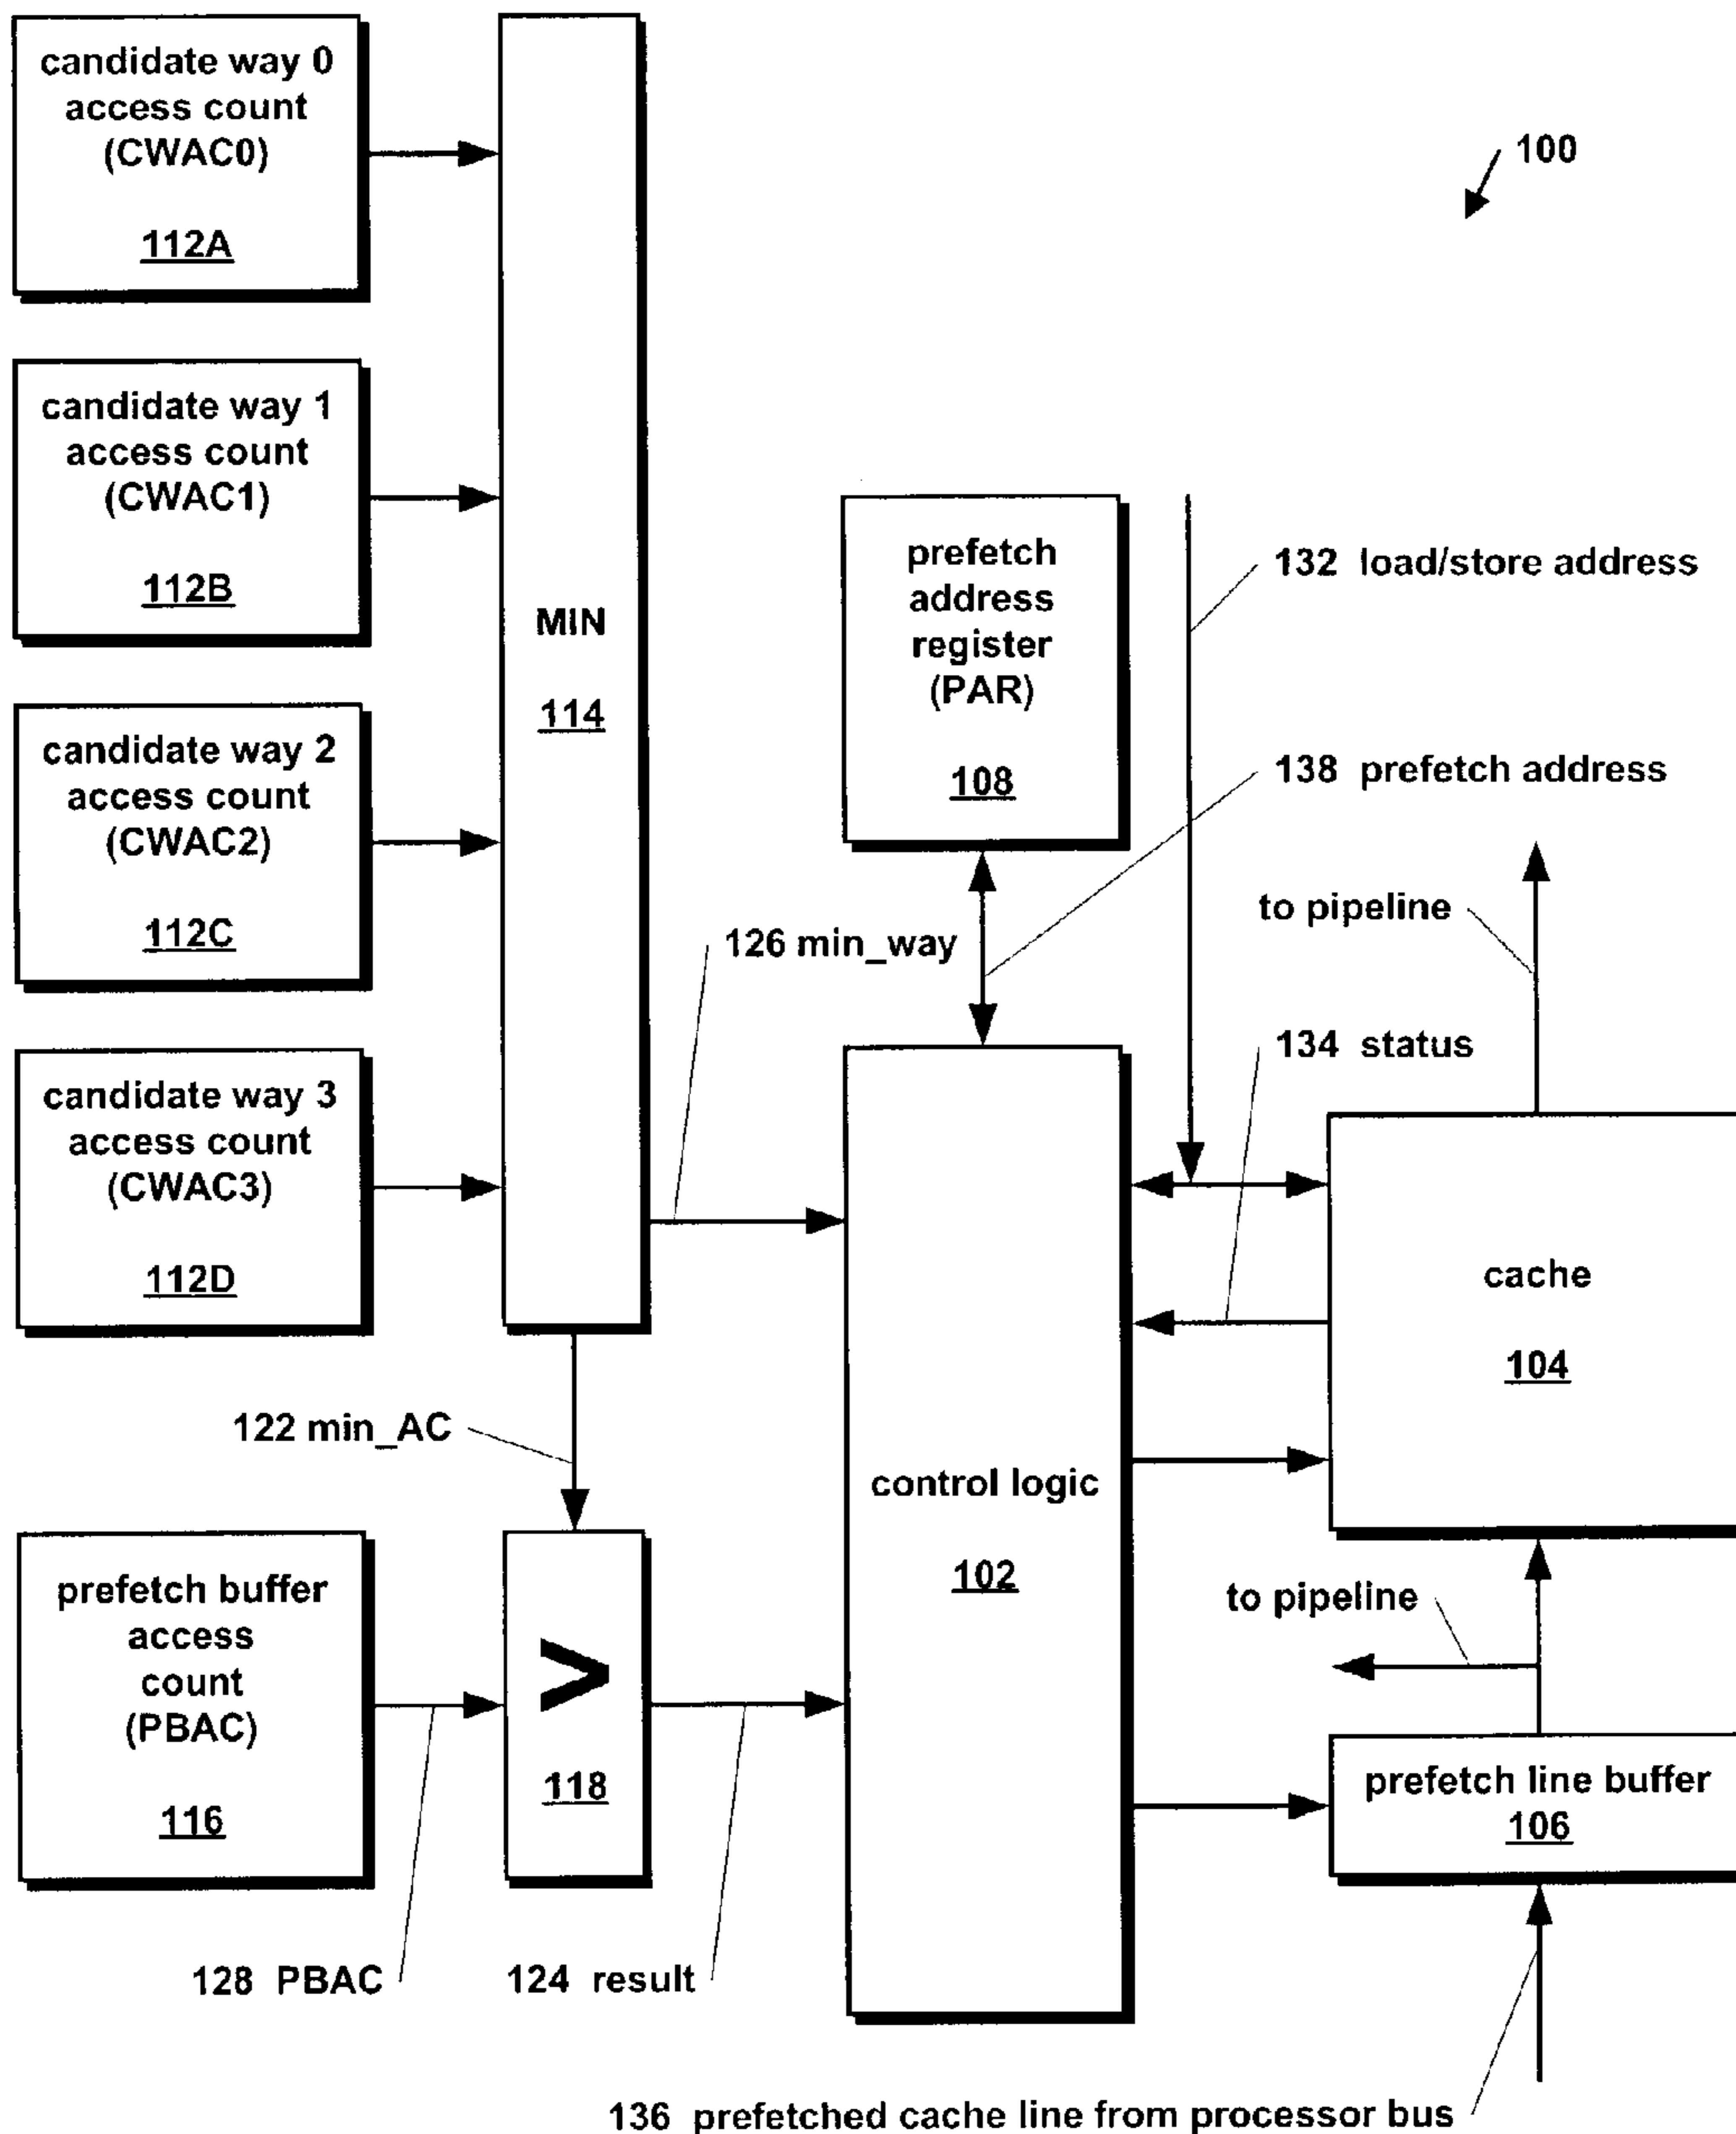 candidate way 0
access count
(CWAC0)
112A
candidate way 1
access count
(CWAC1)
112B
candidate way 2
access count
(CWAC2)
112C
candidate way 3
access count
(CWAC3)
112D
MIN
114
100
prefetch
address
register
(PAR)
108
132 load/store address
138 prefetch address
to pipeline
126 min_way
134 status
cache
104
122 min_AC
control logic
102
prefetch buffer
access
count
(PBAC)
116
>
118
to pipeline
prefetch line buffer
106
128 PBAC
124 result
136 prefetched cache line from processor bus